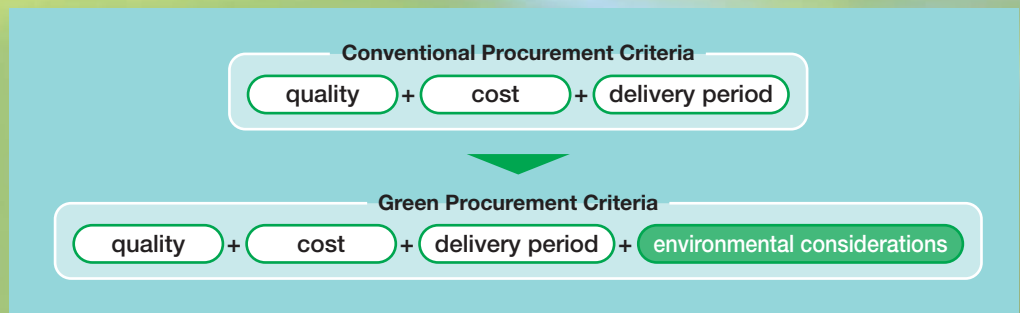 Conventional Procurement Criteria
quality + cost + delivery period
Green Procurement Criteria
quality + cost + delivery period + environmental considerations